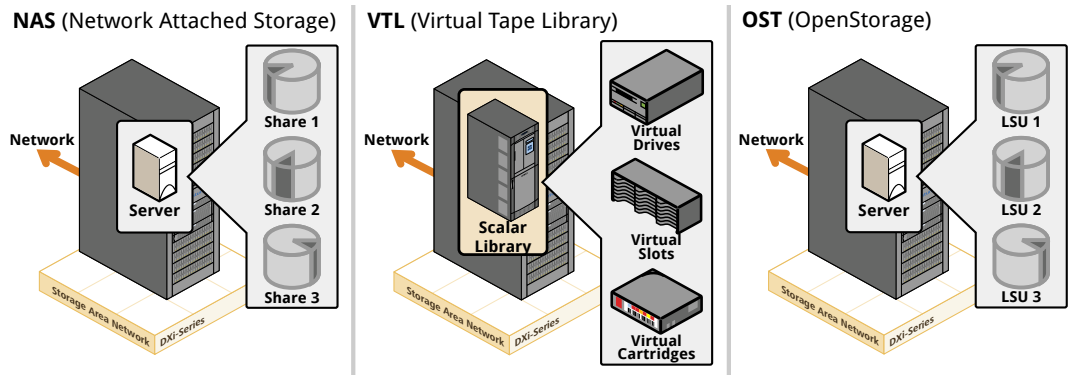 NAS (Network Attached Storage)
Network
Server
Share 1
Share 2
Share 3
Storage Area Network
DXi-Series
VTL (Virtual Tape Library)
Network
Scalar
Library
Virtual
Drives
Virtual
Slots
Virtual
Cartridges
Storage Area Network
DXi-Series
OST (OpenStorage)
Network
Server
LSU 1
LSU 2
LSU 3
Storage Area Network
DXi-Series